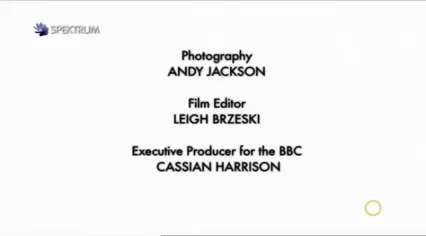 SPEKTRUM
Photography
ANDY JACKSON
Film Editor
LEIGH BRZESKI
Executive Producer for the BBC
CASSIAN HARRISON